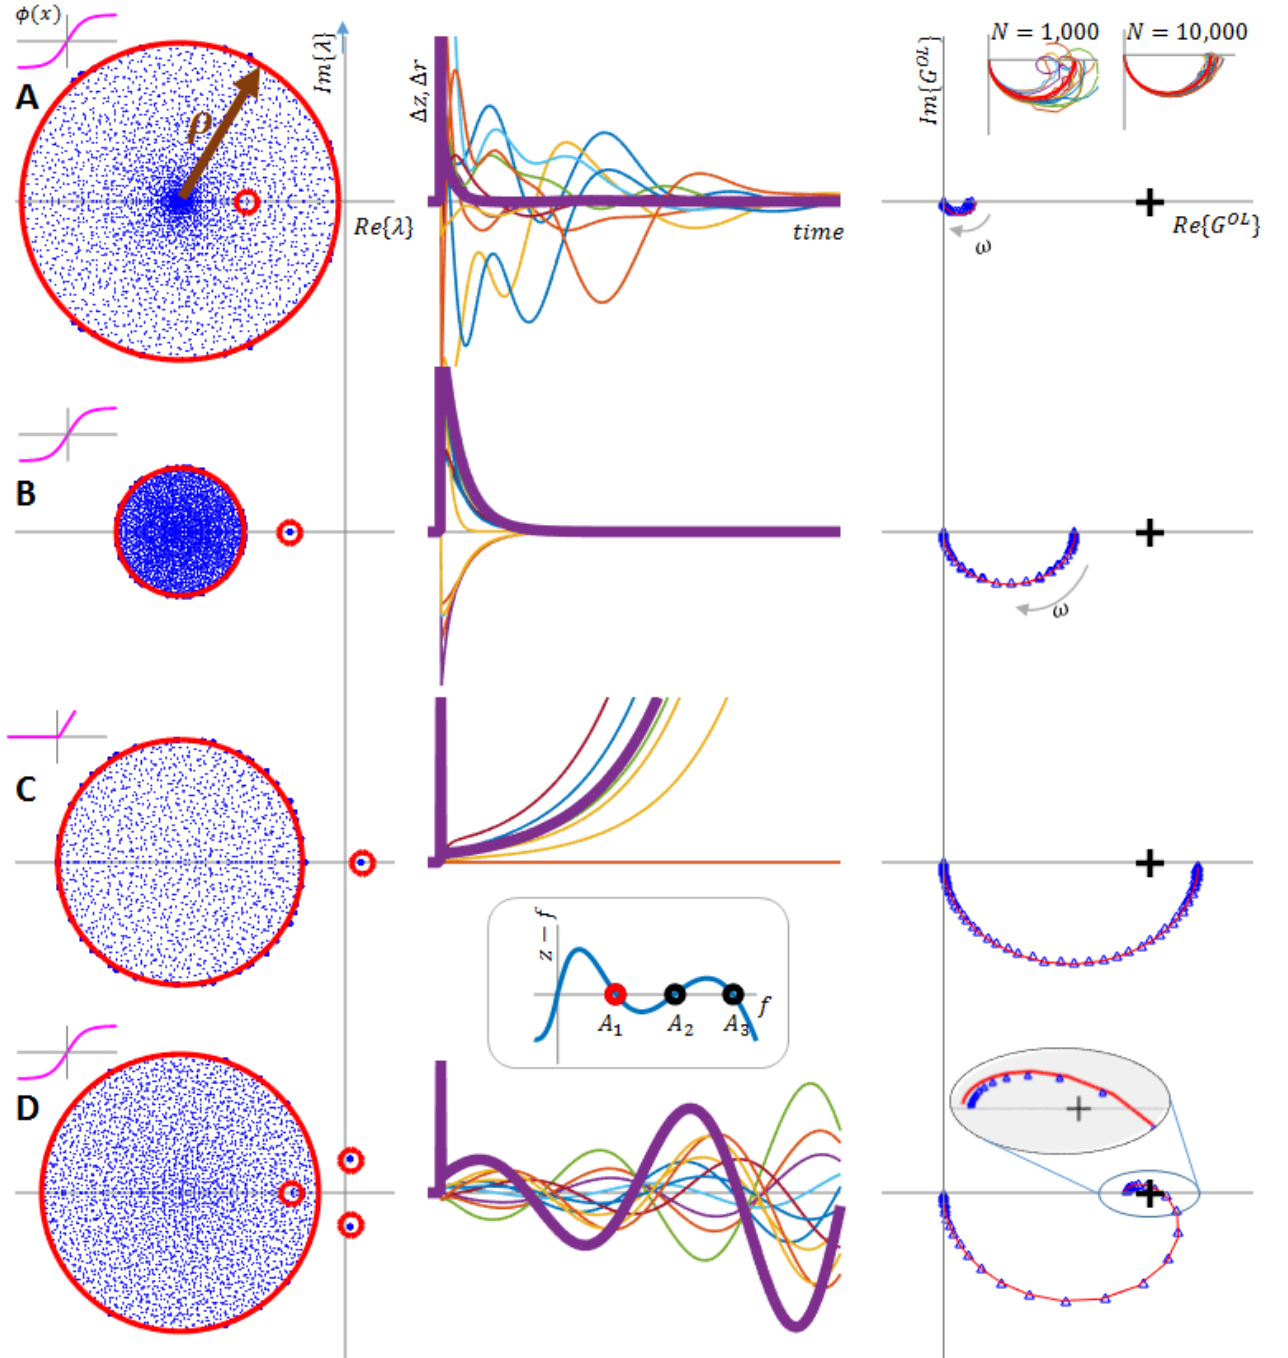 ϕ(x)
A
ρ
Im{λ}
Re{λ}
Δz, Δr
time
Im{G^{OL}}
N = 1,000
N = 10,000
Re{G^{OL}}
ω
B
ω
C
z − f
f
A₁
A₂
A₃
D